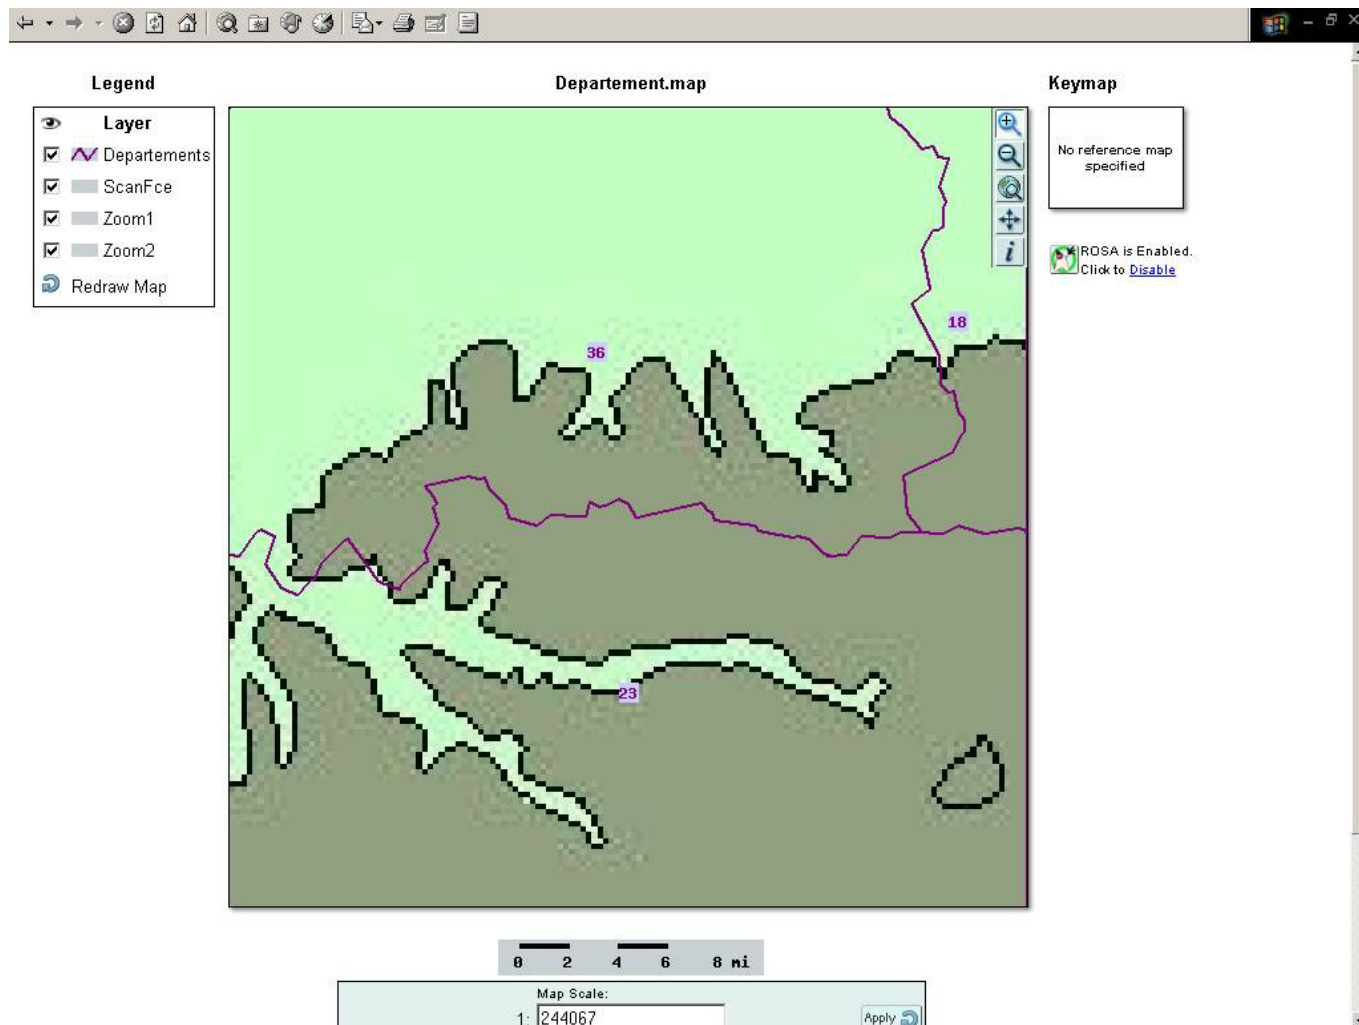 Legend
Departement.map
Keymap
Layer
Departements
ScanFce
Zoom1
Zoom2
Redraw Map
No reference map
specified
ROSA is Enabled.
Click to Disable
18
36
23
0 2 4 6 8 mi
Map Scale:
1: 244067
Apply